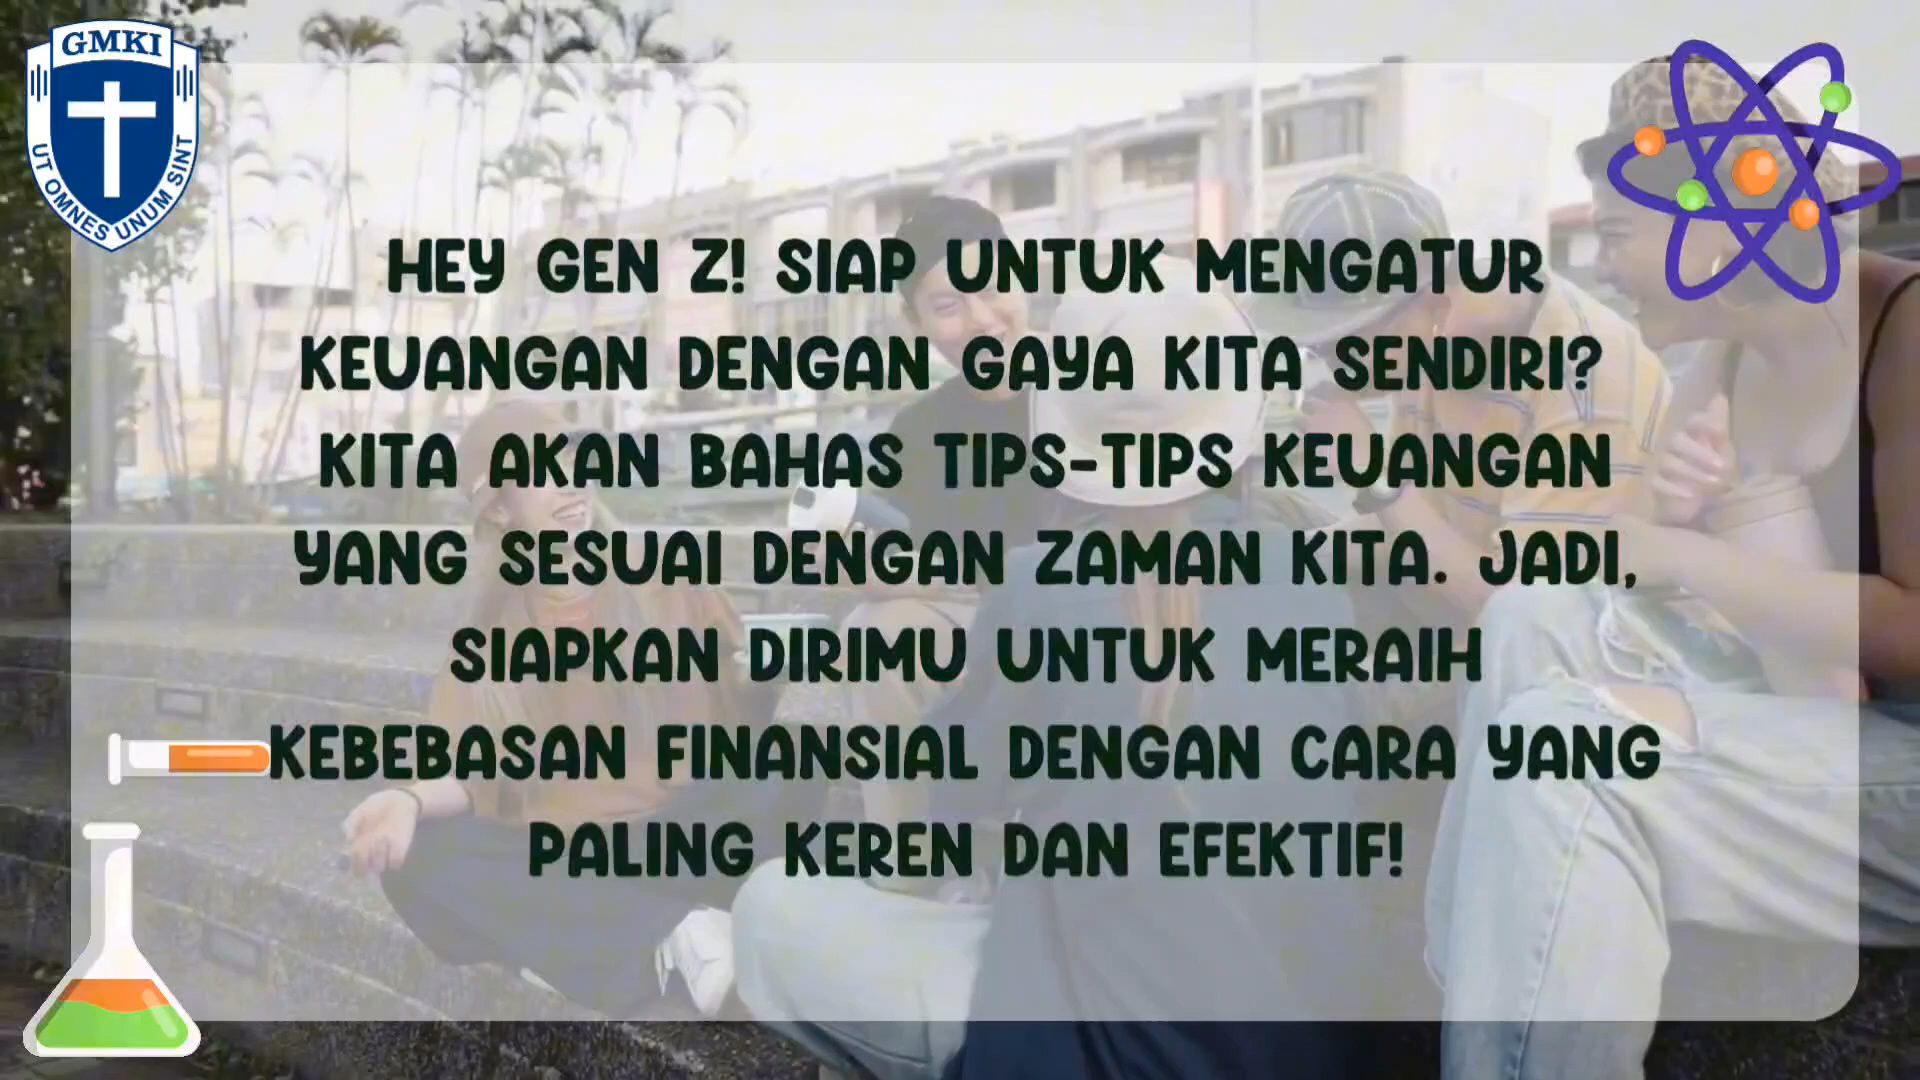 GMKI
UT OMNES UNUM SINT
HEY GEN Z! SIAP UNTUK MENGATUR
KEUANGAN DENGAN GAYA KITA SENDIRI?
KITA AKAN BAHAS TIPS-TIPS KEUANGAN
YANG SESUAI DENGAN ZAMAN KITA. JADI,
SIAPKAN DIRIMU UNTUK MERAIH
KEBEBASAN FINANSIAL DENGAN CARA YANG
PALING KEREN DAN EFEKTIF!